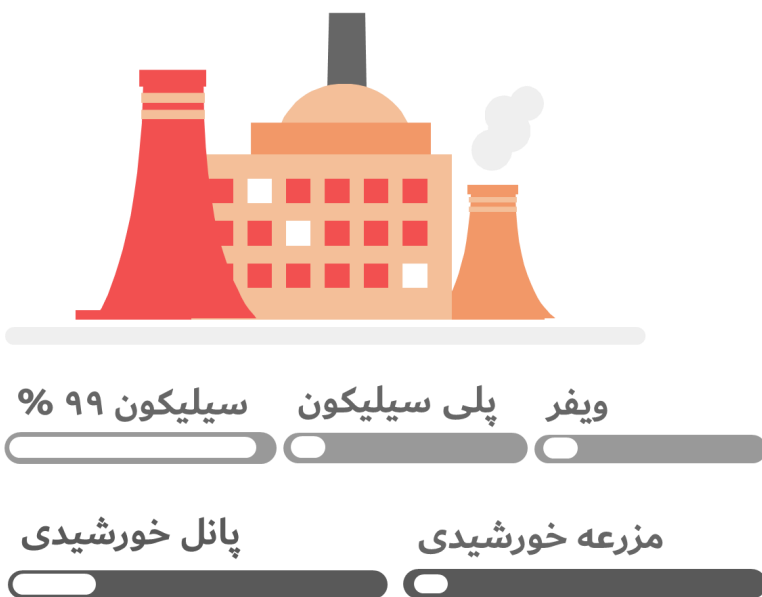 ویفر
پلی سیلیکون
سیلیکون ۹۹ %
مزرعه خورشیدی
پانل خورشیدی